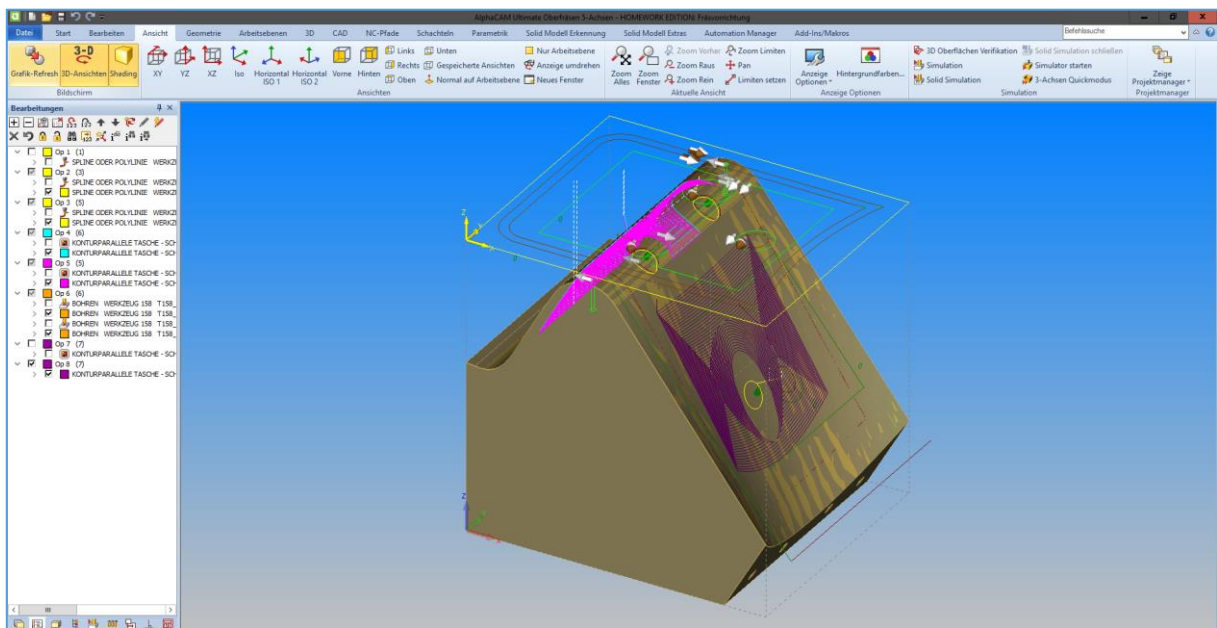 AlphaCAM Ultimate Oberfräsen 5-Achsen - HOMEWORK EDITION: Fräsvorrichtung
Datei Start Bearbeiten Ansicht Geometrie Arbeitsebenen 3D CAD NC-Pfade Schachteln Parametrik Solid Modell Erkennung Solid Modell Extras Automation Manager Add-Ins/Makros Befehlssuche
Links Unten Nur Arbeitsebene Zoom Vorher Zoom Limiten 3D Oberflächen Verifikation Solid Simulation schließen
Rechts Gespeicherte Ansichten Anzeige umdrehen Zoom Raus Pan Simulation Simulator starten
Oben Normal auf Arbeitsebene Neues Fenster Zoom Rein Limiten setzen Solid Simulation 3-Achsen Quickmodus
Grafik-Refresh 3D-Ansichten Shading XY YZ XZ Iso Horizontal ISO 1 Horizontal ISO 2 Vorne Hinten Zoom Alles Zoom Fenster Anzeige Optionen Hintergrundfarben... Zeige Projektmanager
Bildschirm Ansichten Aktuelle Ansicht Anzeige Optionen Simulation Projektmanager
Bearbeitungen
Op 1 (1)
SPLINE ODER POLYLINIE WERKZ
Op 2 (3)
SPLINE ODER POLYLINIE WERKZ
SPLINE ODER POLYLINIE WERKZ
Op 3 (5)
SPLINE ODER POLYLINIE WERKZ
SPLINE ODER POLYLINIE WERKZ
Op 4 (6)
KONTURPARALLELE TASCHE - SCH
KONTURPARALLELE TASCHE - SCH
Op 5 (5)
KONTURPARALLELE TASCHE - SCH
KONTURPARALLELE TASCHE - SCH
Op 6 (6)
BOHREN WERKZEUG 158 T158_
BOHREN WERKZEUG 158 T158_
BOHREN WERKZEUG 158 T158_
BOHREN WERKZEUG 158 T158_
Op 7 (7)
KONTURPARALLELE TASCHE - SCH
Op 8 (7)
KONTURPARALLELE TASCHE - SCH